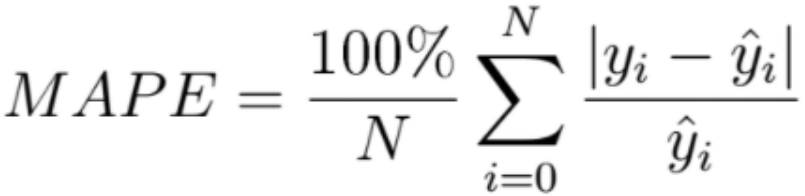 MAPE = \frac{100\%}{N} \sum_{i=0}^{N} \frac{|y_i - \hat{y}_i|}{\hat{y}_i}